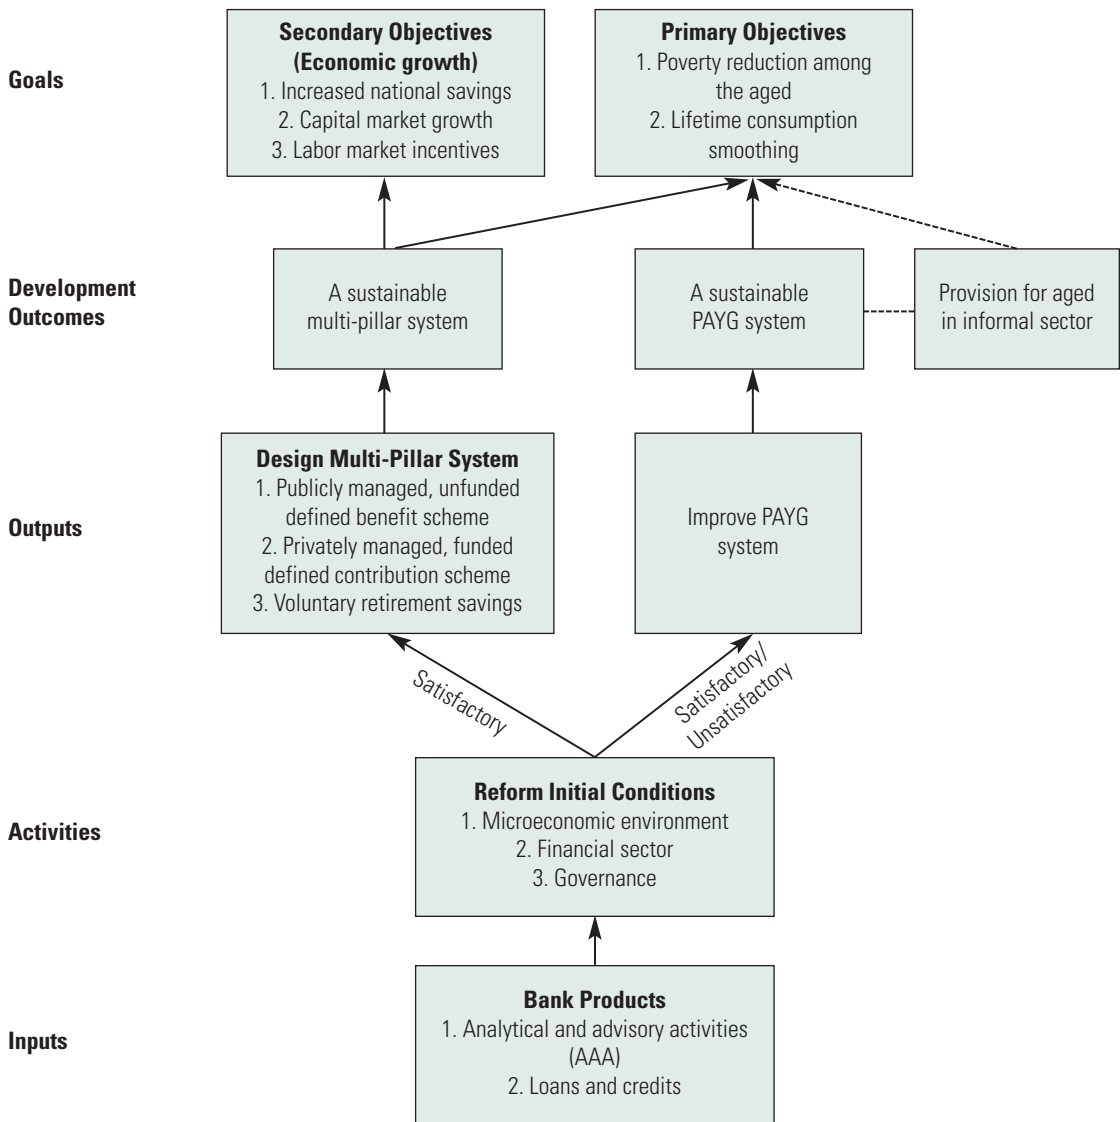 Goals
Secondary Objectives
(Economic growth)
1. Increased national savings
2. Capital market growth
3. Labor market incentives
Primary Objectives
1. Poverty reduction among
the aged
2. Lifetime consumption
smoothing
Development
Outcomes
A sustainable
multi-pillar system
A sustainable
PAYG system
Provision for aged
in informal sector
Outputs
Design Multi-Pillar System
1. Publicly managed, unfunded
defined benefit scheme
2. Privately managed, funded
defined contribution scheme
3. Voluntary retirement savings
Improve PAYG
system
Satisfactory
Satisfactory/
Unsatisfactory
Activities
Reform Initial Conditions
1. Microeconomic environment
2. Financial sector
3. Governance
Inputs
Bank Products
1. Analytical and advisory activities
(AAA)
2. Loans and credits